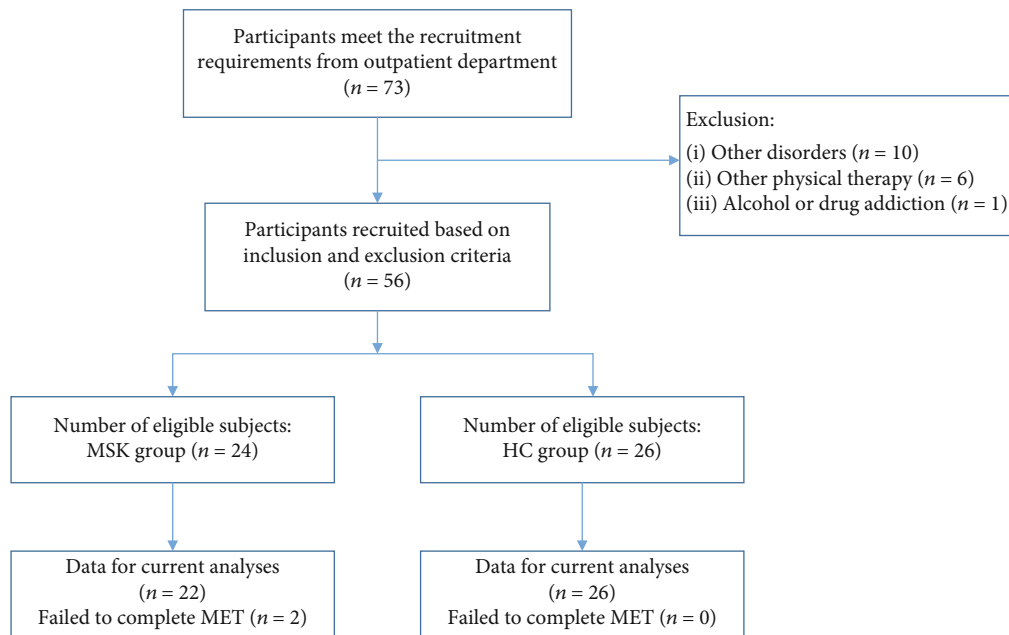 Participants meet the recruitment
requirements from outpatient department
(n = 73)
Exclusion:
(i) Other disorders (n = 10)
(ii) Other physical therapy (n = 6)
(iii) Alcohol or drug addiction (n = 1)
Participants recruited based on
inclusion and exclusion criteria
(n = 56)
Number of eligible subjects:
MSK group (n = 24)
Number of eligible subjects:
HC group (n = 26)
Data for current analyses
(n = 22)
Failed to complete MET (n = 2)
Data for current analyses
(n = 26)
Failed to complete MET (n = 0)